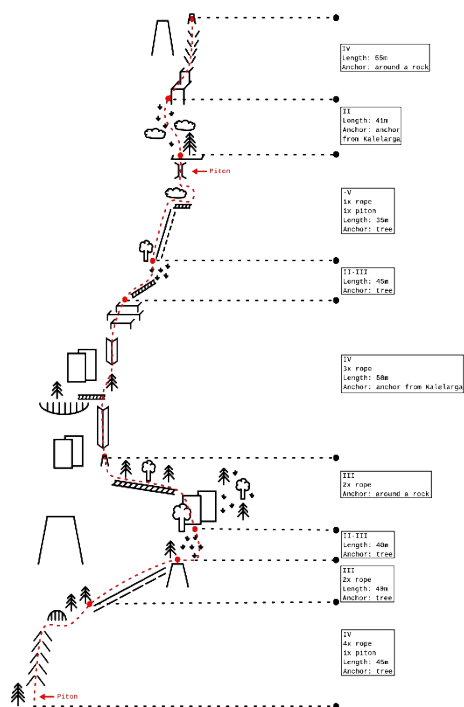 IV
Length: 65m
Anchor: around a rock
II
Length: 41m
Anchor: anchor
from Kalelarga
Piton
-V
1x rope
1x piton
Length: 35m
Anchor: tree
II-III
Length: 45m
Anchor: tree
IV
3x rope
Length: 50m
Anchor: anchor from Kalelarga
III
2x rope
Anchor: around a rock
II-III
Length: 40m
Anchor: tree
III
2x rope
Length: 49m
Anchor: tree
IV
4x rope
1x piton
Length: 45m
Anchor: tree
Piton